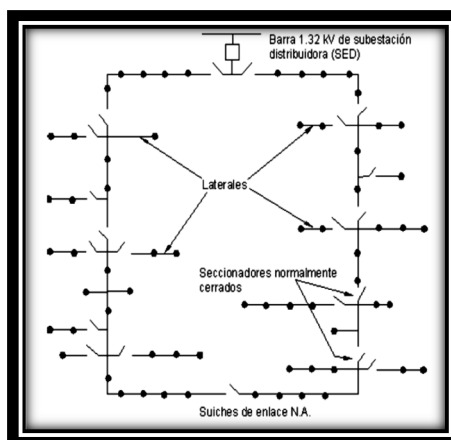 Barra 1.32 kV de subestación
distribuidora (SED)
Laterales
Seccionadores normalmente
cerrados
Suiches de enlace N.A.